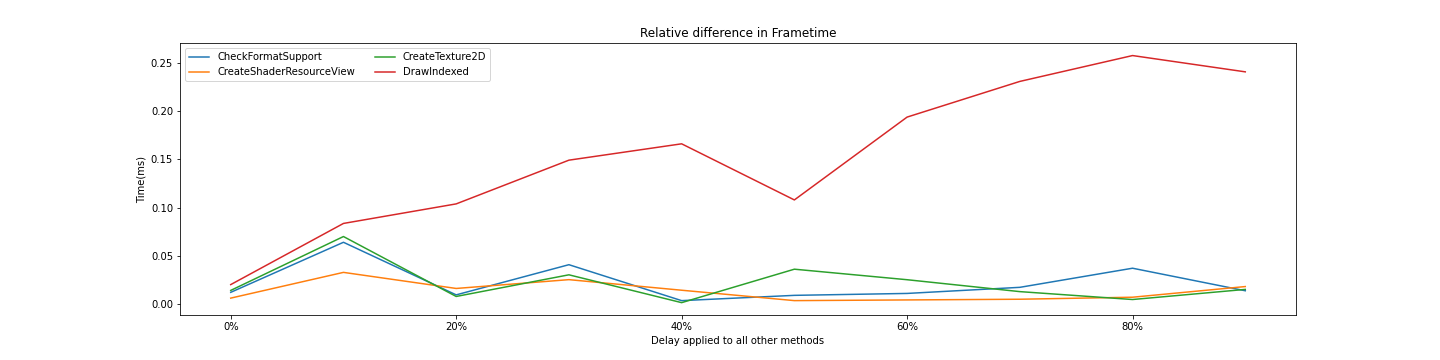 Relative difference in Frametime
CheckFormatSupport
CreateShaderResourceView
CreateTexture2D
DrawIndexed
Time(ms)
0.25
0.20
0.15
0.10
0.05
0.00
0%
20%
40%
60%
80%
Delay applied to all other methods